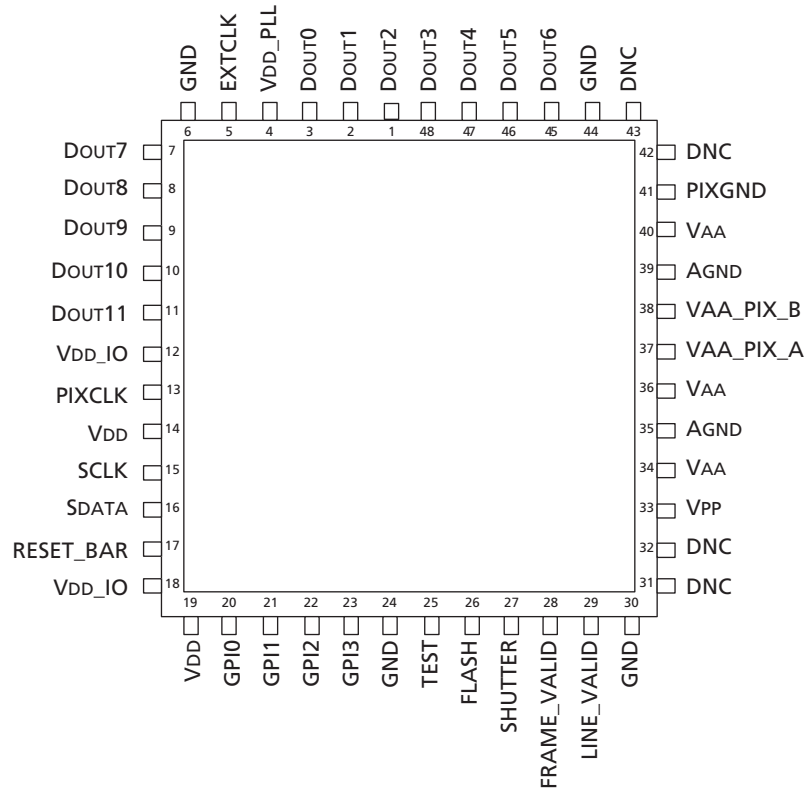 GND
EXTCLK
VDD_PLL
DOUT0
DOUT1
DOUT2
DOUT3
DOUT4
DOUT5
DOUT6
GND
DNC
6
5
4
3
2
1
48
47
46
45
44
43
DOUT7 7
DOUT8 8
DOUT9 9
DOUT10 10
DOUT11 11
VDD_IO 12
PIXCLK 13
VDD 14
SCLK 15
SDATA 16
RESET_BAR 17
VDD_IO 18
42 DNC
41 PIXGND
40 VAA
39 AGND
38 VAA_PIX_B
37 VAA_PIX_A
36 VAA
35 AGND
34 VAA
33 VPP
32 DNC
31 DNC
19
20
21
22
23
24
25
26
27
28
29
30
VDD
GPI0
GPI1
GPI2
GPI3
GND
TEST
FLASH
SHUTTER
FRAME_VALID
LINE_VALID
GND